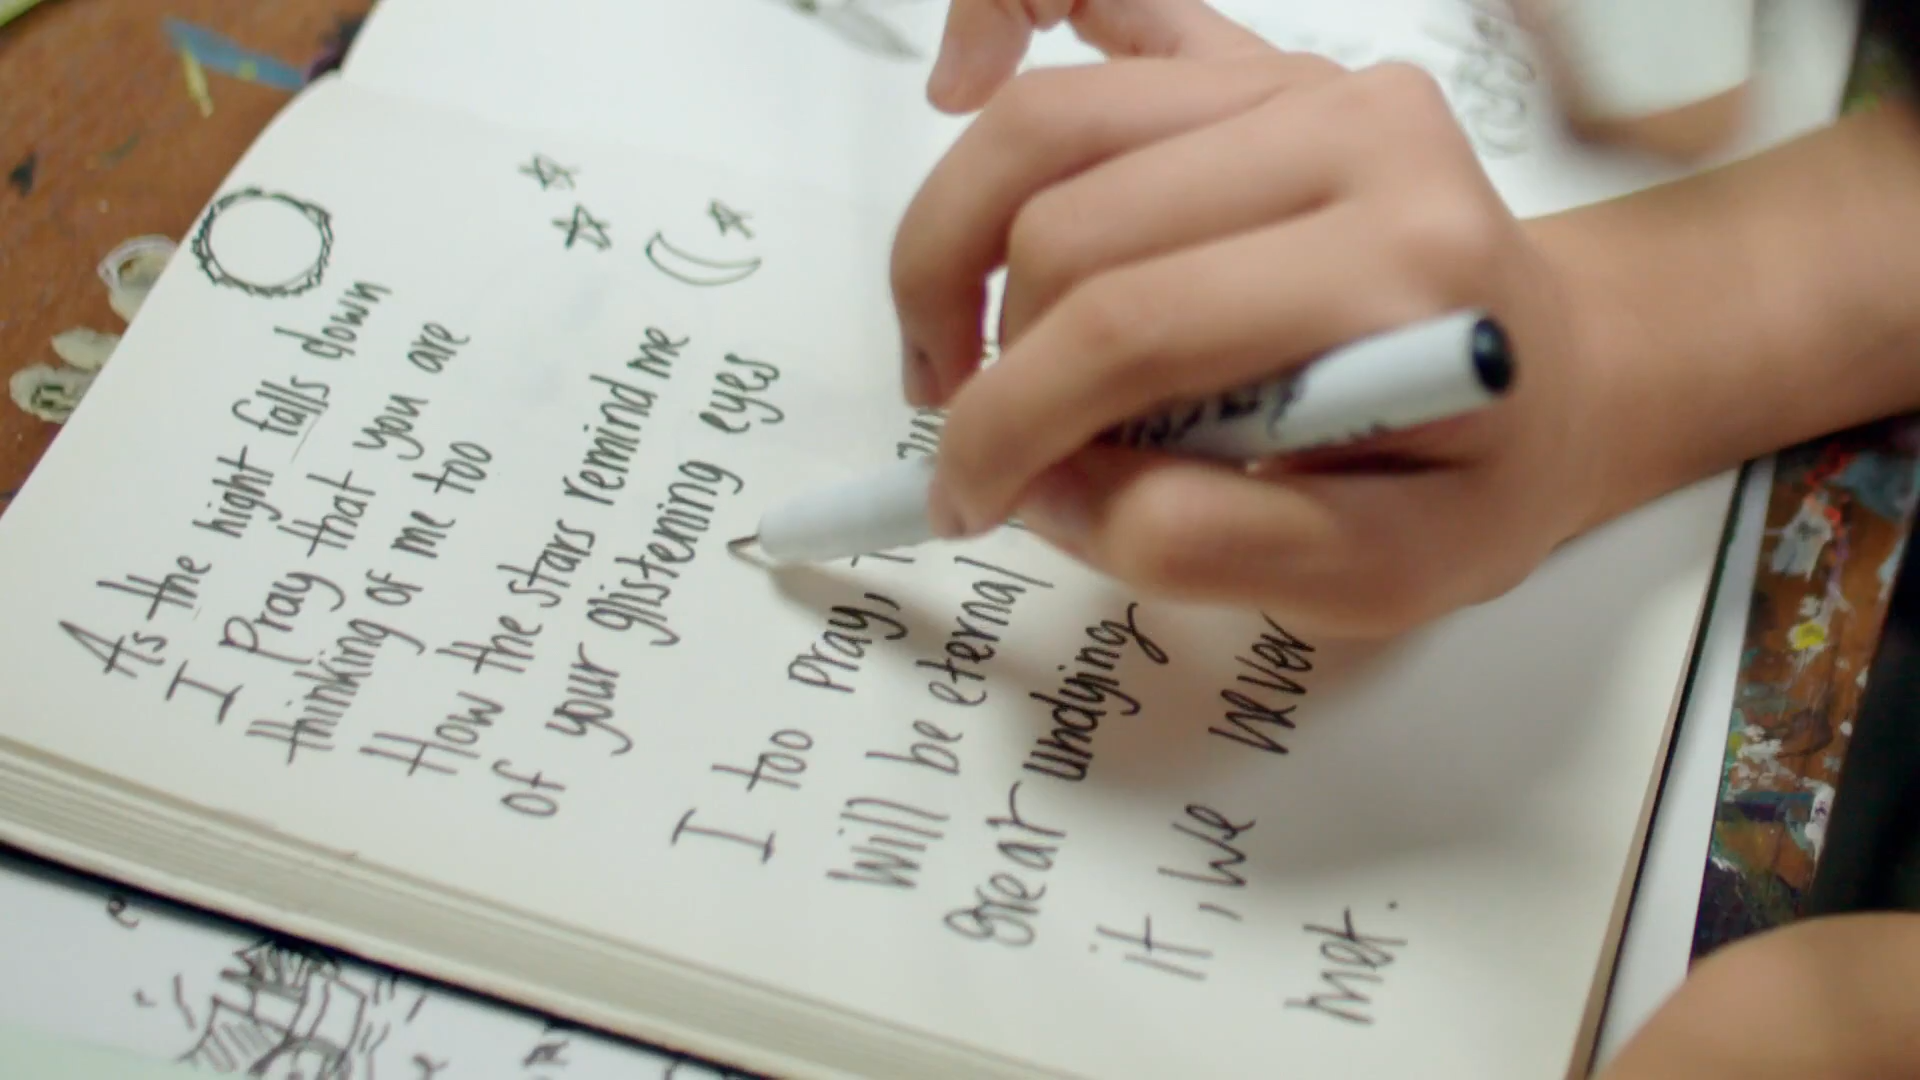 As the night falls down
I Pray that you are
thinking of me too
How the stars remind me
of your glistening eyes
I too pray,
will be eternal
great undying
it, we never
met.